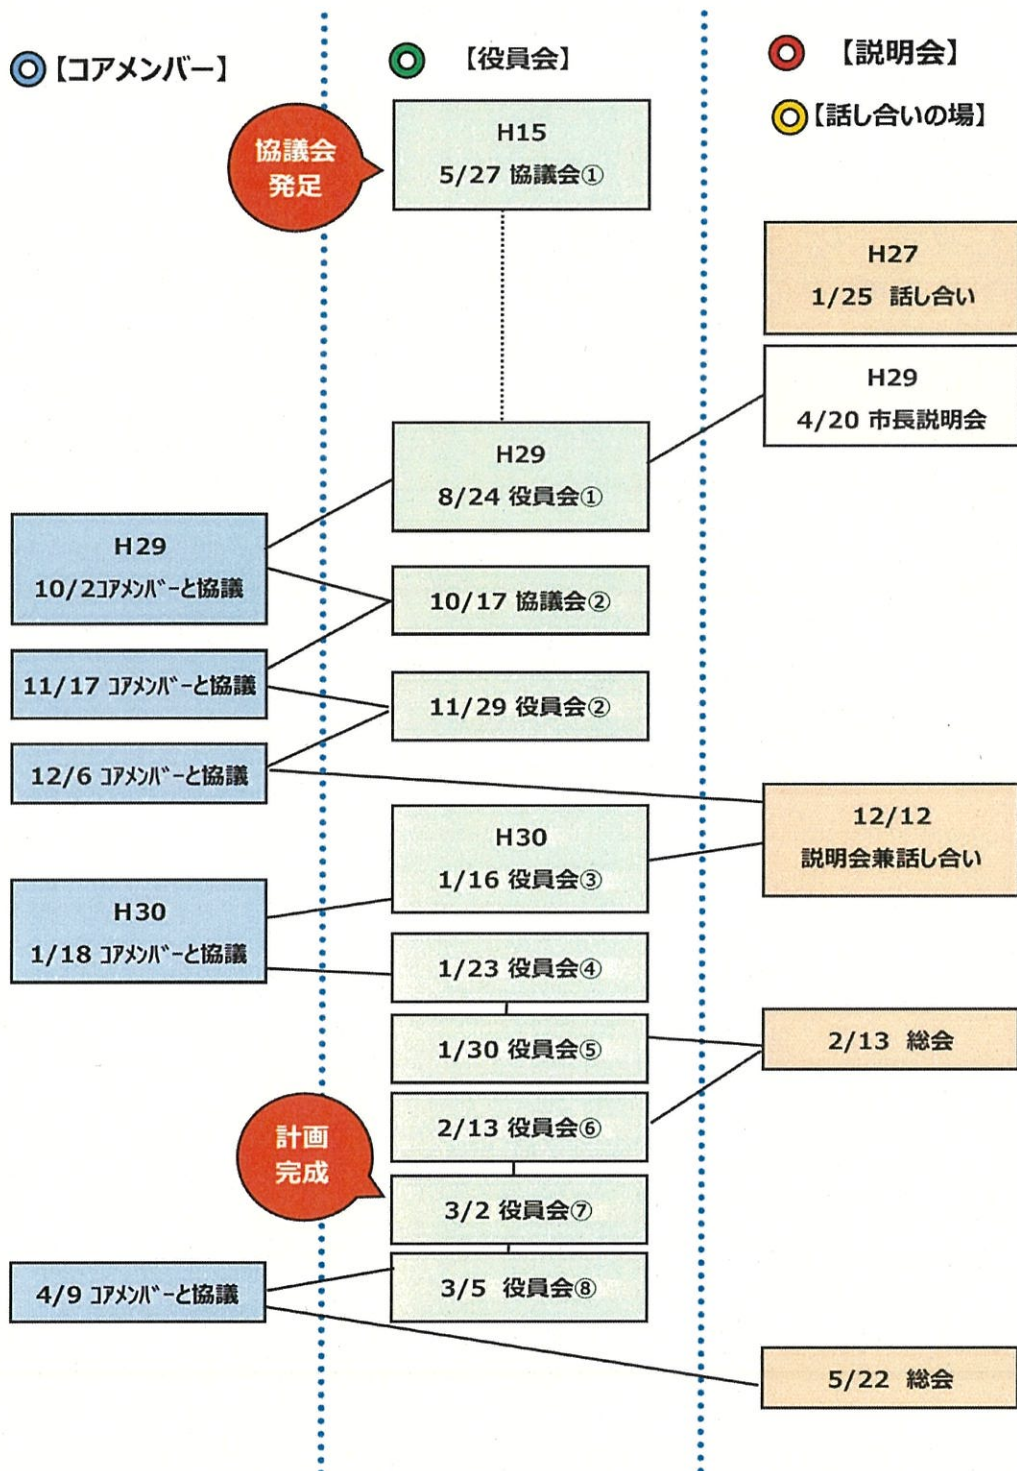 【コアメンバー】
【役員会】
【説明会】
【話し合いの場】
協議会
発足
H15
5/27 協議会①
H27
1/25 話し合い
H29
4/20 市長説明会
H29
8/24 役員会①
H29
10/2ｺｱﾒﾝﾊﾞｰと協議
10/17 協議会②
11/17 ｺｱﾒﾝﾊﾞｰと協議
11/29 役員会②
12/6 ｺｱﾒﾝﾊﾞｰと協議
12/12
説明会兼話し合い
H30
1/16 役員会③
H30
1/18 ｺｱﾒﾝﾊﾞｰと協議
1/23 役員会④
1/30 役員会⑤
2/13 総会
2/13 役員会⑥
計画
完成
3/2 役員会⑦
3/5 役員会⑧
4/9 ｺｱﾒﾝﾊﾞｰと協議
5/22 総会